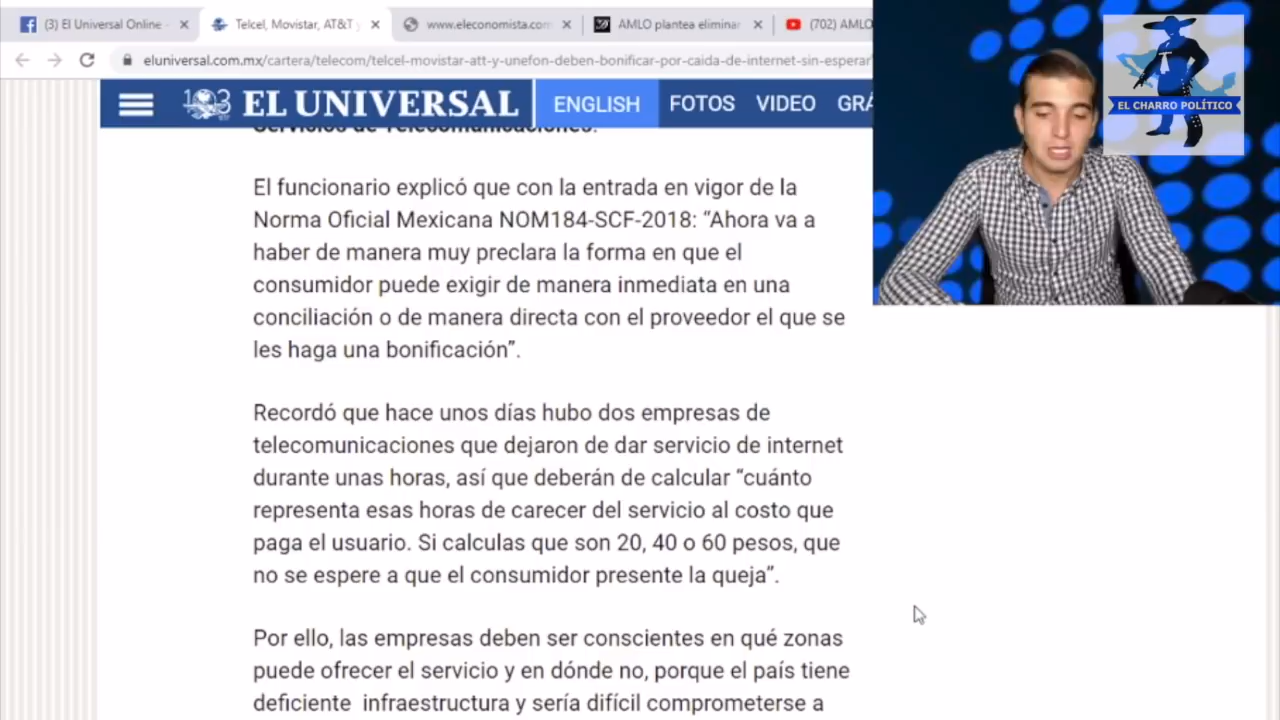 (3) El Universal Online
Telcel, Movistar, AT&T y
www.eleconomista.com
AMLO plantea eliminar
(702) AMLO
eluniversal.com.mx/cartera/telecom/telcel-movistar-att-y-unefon-deben-bonificar-por-caida-de-internet-sin-esperar
EL CHARRO POLÍTICO
103 EL UNIVERSAL
ENGLISH
FOTOS
VIDEO
GRÁ
Servicios de Telecomunicaciones.
El funcionario explicó que con la entrada en vigor de la
Norma Oficial Mexicana NOM184-SCF-2018: “Ahora va a
haber de manera muy preclara la forma en que el
consumidor puede exigir de manera inmediata en una
conciliación o de manera directa con el proveedor el que se
les haga una bonificación”.
Recordó que hace unos días hubo dos empresas de
telecomunicaciones que dejaron de dar servicio de internet
durante unas horas, así que deberán de calcular “cuánto
representa esas horas de carecer del servicio al costo que
paga el usuario. Si calculas que son 20, 40 o 60 pesos, que
no se espere a que el consumidor presente la queja”.
Por ello, las empresas deben ser conscientes en qué zonas
puede ofrecer el servicio y en dónde no, porque el país tiene
deficiente infraestructura y sería difícil comprometerse a